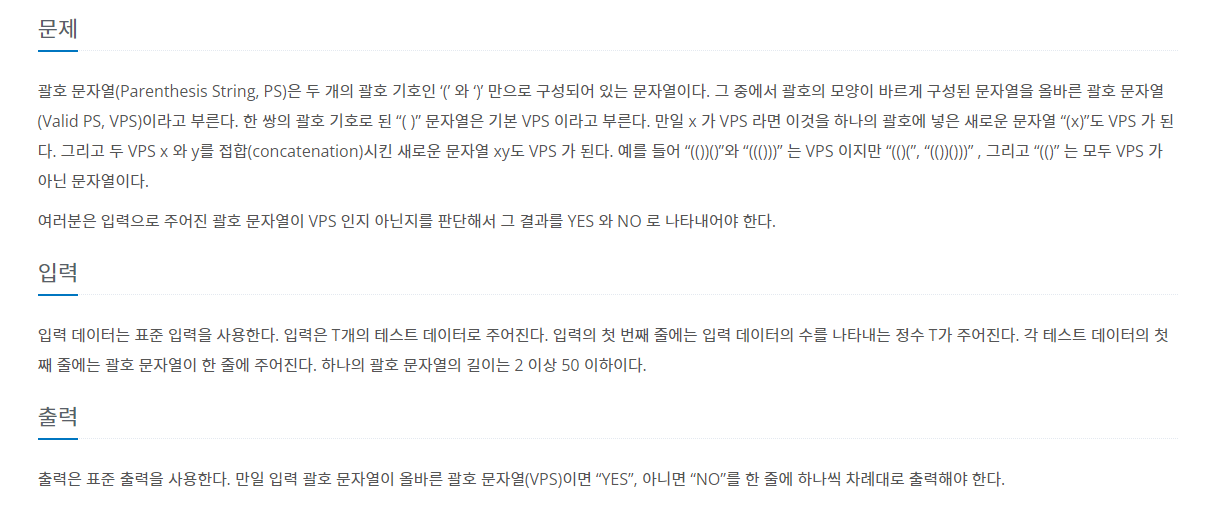 문제
괄호 문자열(Parenthesis String, PS)은 두 개의 괄호 기호인 ‘(’ 와 ‘)’ 만으로 구성되어 있는 문자열이다. 그 중에서 괄호의 모양이 바르게 구성된 문자열을 올바른 괄호 문자열
(Valid PS, VPS)이라고 부른다. 한 쌍의 괄호 기호로 된 “( )” 문자열은 기본 VPS 이라고 부른다. 만일 x 가 VPS 라면 이것을 하나의 괄호에 넣은 새로운 문자열 “(x)”도 VPS 가 된
다. 그리고 두 VPS x 와 y를 접합(concatenation)시킨 새로운 문자열 xy도 VPS 가 된다. 예를 들어 “(())()”와 “((()))” 는 VPS 이지만 “(()(”, “(())()))” , 그리고 “(()” 는 모두 VPS 가
아닌 문자열이다.
여러분은 입력으로 주어진 괄호 문자열이 VPS 인지 아닌지를 판단해서 그 결과를 YES 와 NO 로 나타내어야 한다.
입력
입력 데이터는 표준 입력을 사용한다. 입력은 T개의 테스트 데이터로 주어진다. 입력의 첫 번째 줄에는 입력 데이터의 수를 나타내는 정수 T가 주어진다. 각 테스트 데이터의 첫
째 줄에는 괄호 문자열이 한 줄에 주어진다. 하나의 괄호 문자열의 길이는 2 이상 50 이하이다.
출력
출력은 표준 출력을 사용한다. 만일 입력 괄호 문자열이 올바른 괄호 문자열(VPS)이면 “YES”, 아니면 “NO”를 한 줄에 하나씩 차례대로 출력해야 한다.